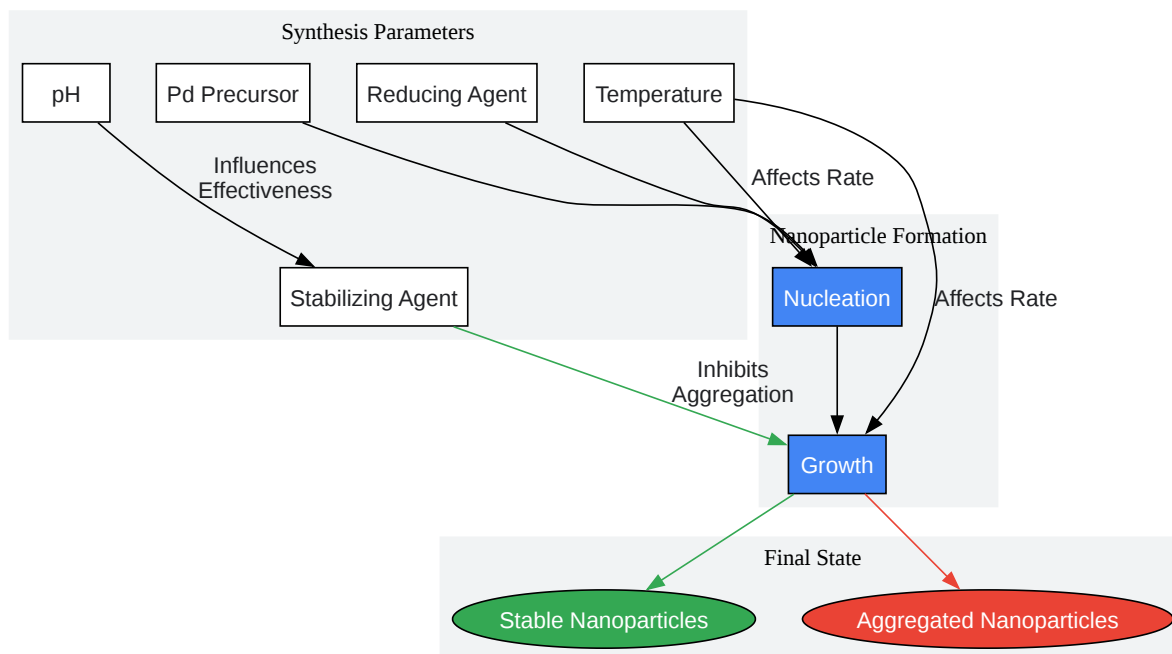 Synthesis Parameters
pH
Pd Precursor
Reducing Agent
Temperature
Influences
Effectiveness
Affects Rate
Nanoparticle Formation
Stabilizing Agent
Nucleation
Affects Rate
Inhibits
Aggregation
Growth
Final State
Stable Nanoparticles
Aggregated Nanoparticles